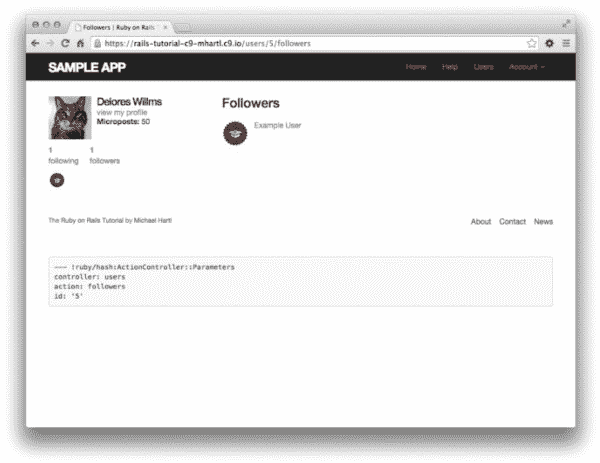 Followers | Ruby on Rails T
https://rails-tutorial-c9-mhartl.c9.io/users/5/followers
SAMPLE APP
Home Help Users Account
Delores Willms
view my profile
Microposts: 50
1 1
following followers
Followers
Example User
The Ruby on Rails Tutorial by Michael Hartl
About Contact News
--- !ruby/hash:ActionController::Parameters
controller: users
action: followers
id: '5'